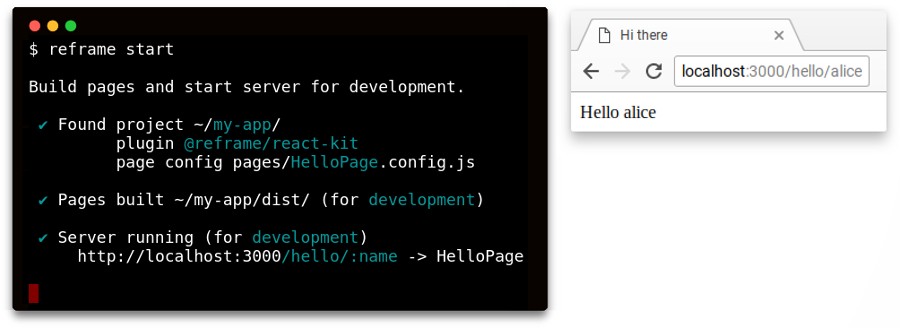 $ reframe start
Build pages and start server for development.
✔ Found project ~/my-app/
plugin @reframe/react-kit
page config pages/HelloPage.config.js
✔ Pages built ~/my-app/dist/ (for development)
✔ Server running (for development)
http://localhost:3000/hello/:name -> HelloPage
Hi there
localhost:3000/hello/alice
Hello alice